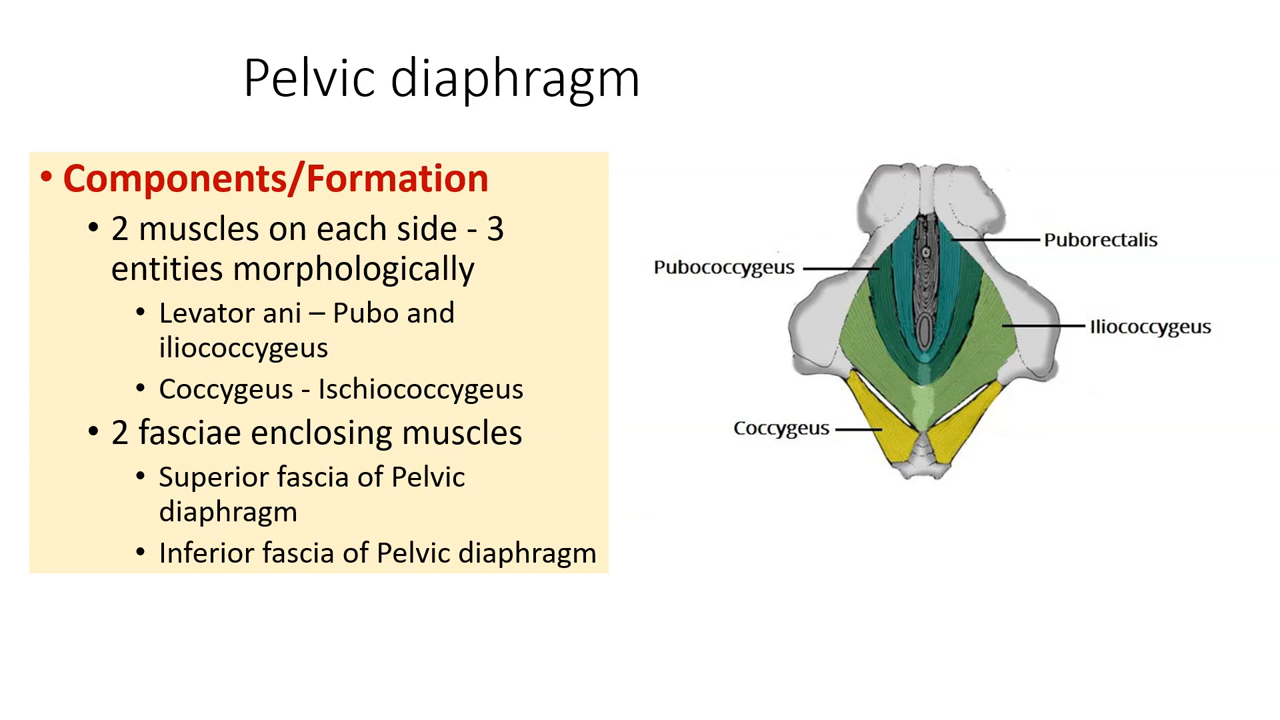 Pelvic diaphragm
• Components/Formation
• 2 muscles on each side - 3
entities morphologically
• Levator ani – Pubo and
iliococcygeus
• Coccygeus - Ischiococcygeus
• 2 fasciae enclosing muscles
• Superior fascia of Pelvic
diaphragm
• Inferior fascia of Pelvic diaphragm
Puborectalis
Pubococcygeus
Iliococcygeus
Coccygeus